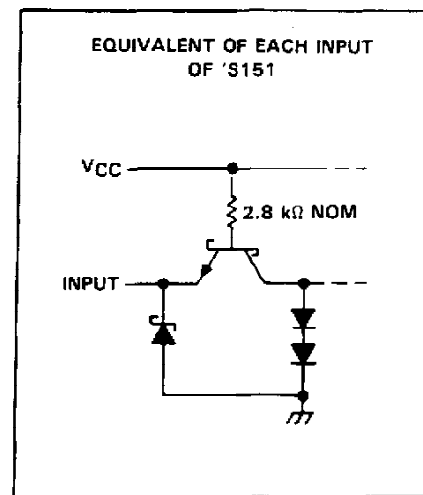 EQUIVALENT OF EACH INPUT
OF 'S151
VCC
2.8 kΩ NOM
INPUT